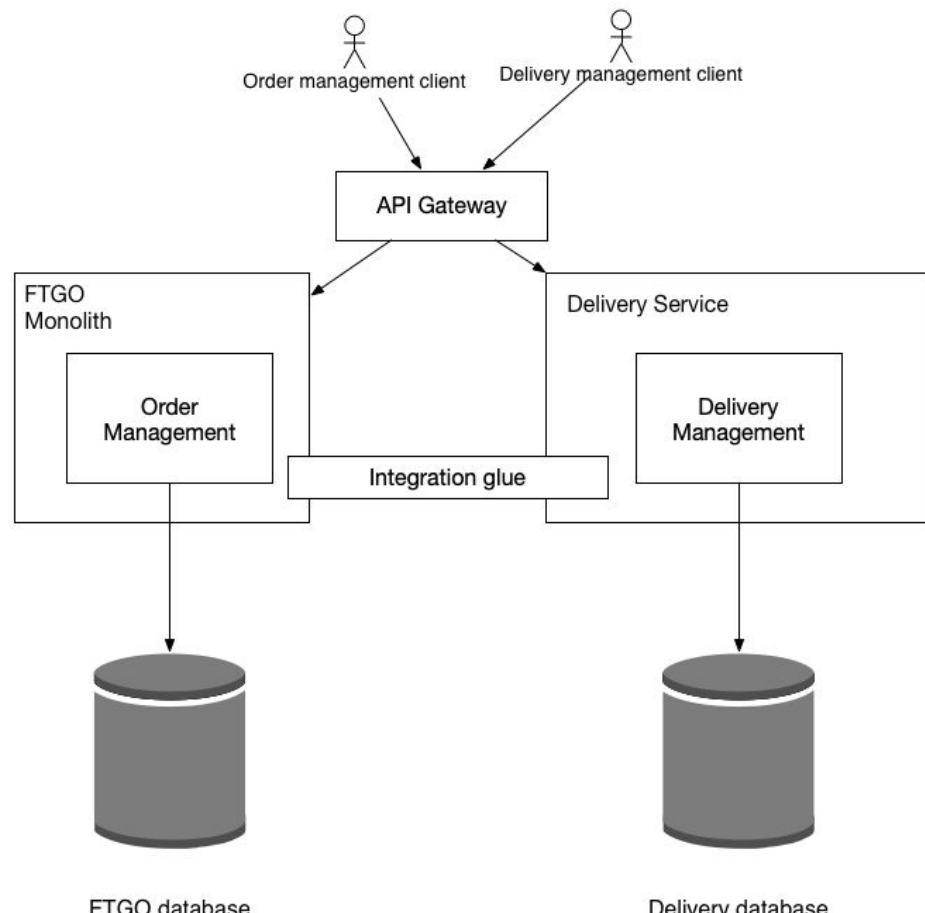 Order management client
Delivery management client
API Gateway
FTGO
Monolith
Delivery Service
Order
Management
Delivery
Management
Integration glue
FTGO database
Delivery database